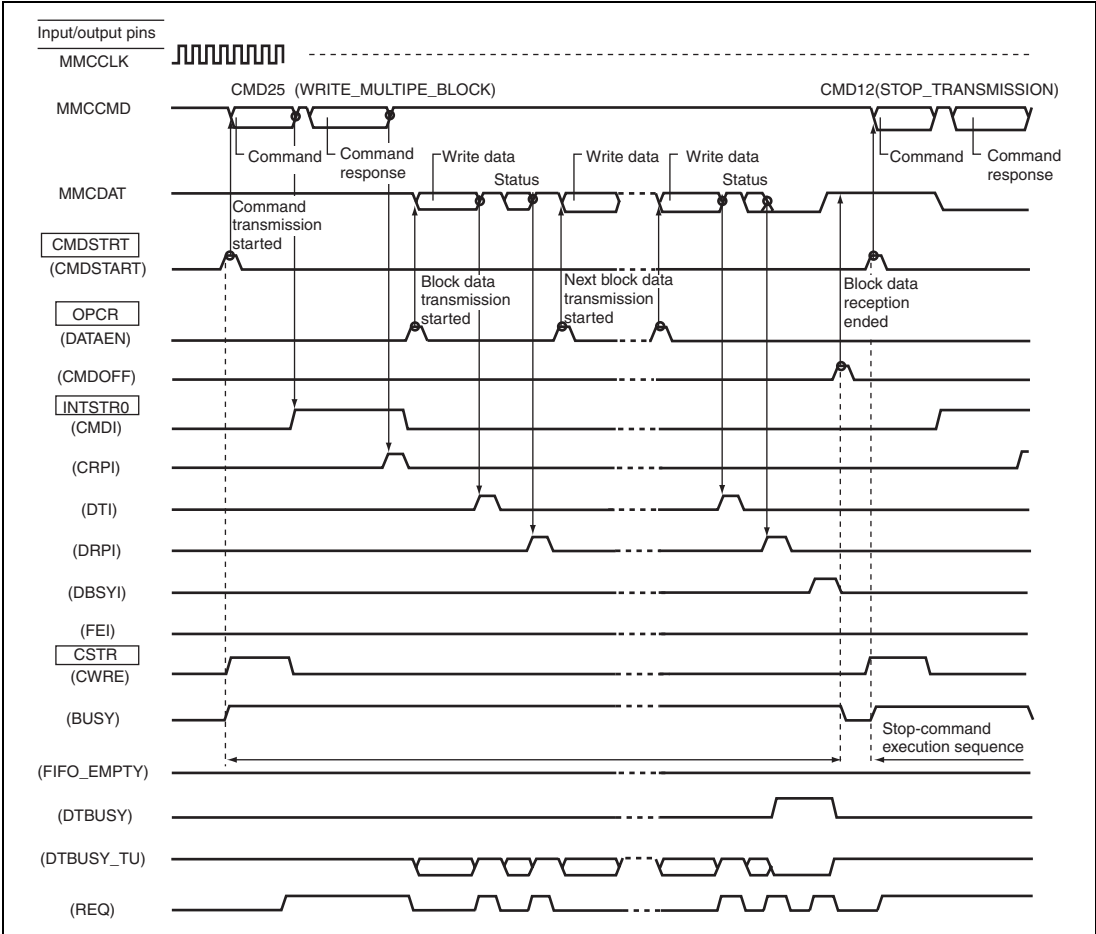 Input/output pins
MMCCLK
CMD25 (WRITE_MULTIPE_BLOCK)
CMD12(STOP_TRANSMISSION)
MMCCMD
Command
Command
response
Command
Command
response
Write data
Status
Write data
Write data
Status
MMCDAT
Command
transmission
started
CMDSTRT
(CMDSTART)
Block data
transmission
started
Next block data
transmission
started
Block data
reception
ended
OPCR
(DATAEN)
(CMDOFF)
INTSTR0
(CMDI)
(CRPI)
(DTI)
(DRPI)
(DBSYI)
(FEI)
CSTR
(CWRE)
(BUSY)
Stop-command
execution sequence
(FIFO_EMPTY)
(DTBUSY)
(DTBUSY_TU)
(REQ)